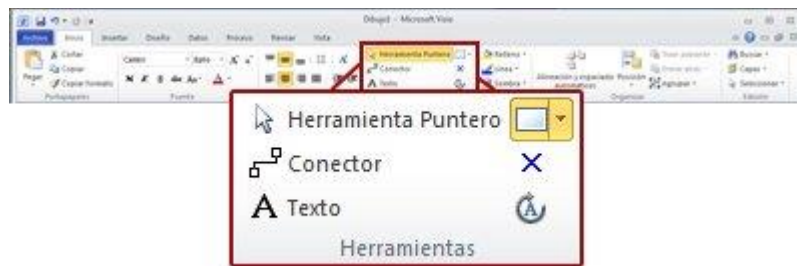 Dibujo1 - Microsoft Visio
Archivo Inicio Insertar Diseño Datos Proceso Revisar Vista
Cortar
Copiar
Copiar formato
Pegar
Calibri
Herramienta Puntero
Conector
Texto
Relleno
Línea
Sombra
Alineación y espaciado automáticos
Posición
Agrupar
Buscar
Capas
Seleccionar
Portapapeles Fuente Organizar Edición
Herramienta Puntero
Conector
A Texto
Herramientas